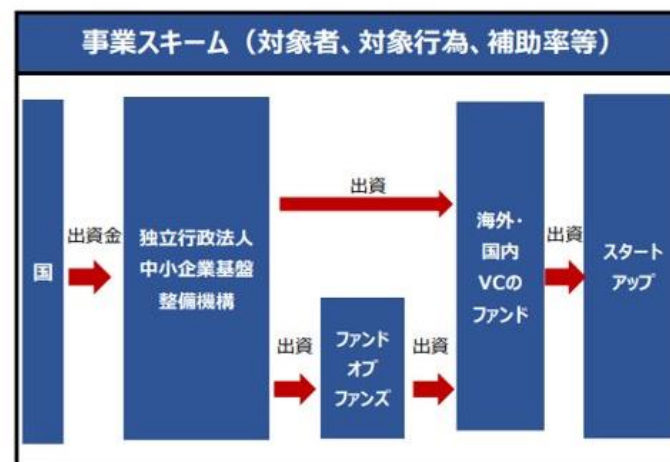 事業スキーム（対象者、対象行為、補助率等）
国
出資金
独立行政法人
中小企業基盤
整備機構
出資
出資
ファンド
オブ
ファンズ
出資
海外・
国内
VCの
ファンド
出資
スタート
アップ